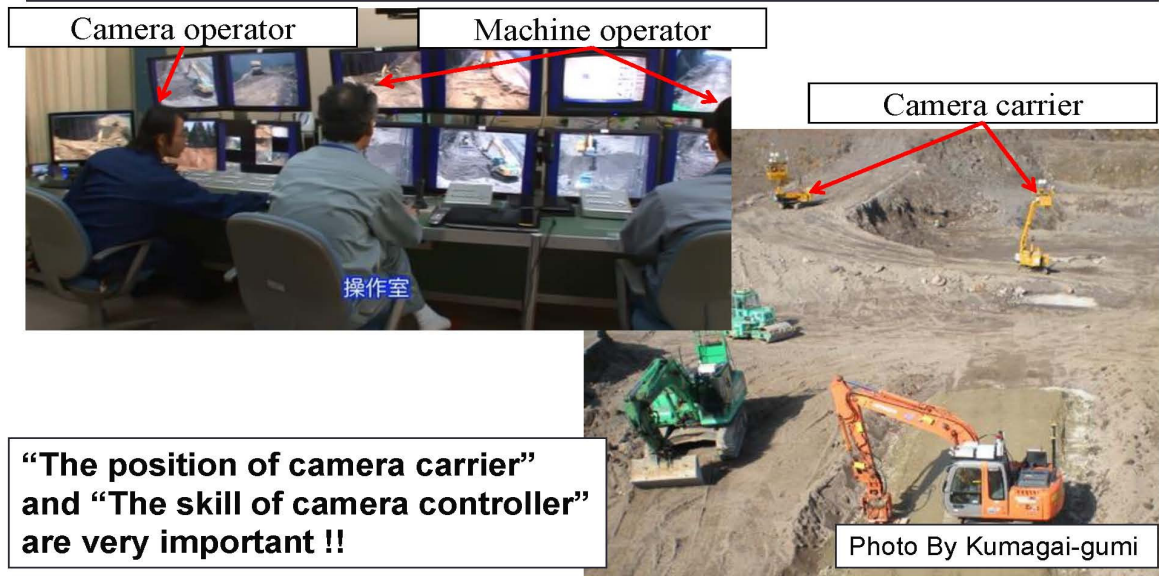 Camera operator
Machine operator
Camera carrier
操作室
“The position of camera carrier”
and “The skill of camera controller”
are very important !!
Photo By Kumagai-gumi